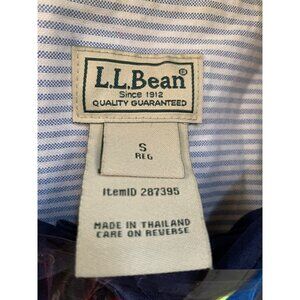 L.L.Bean®
Since 1912
QUALITY GUARANTEED
S
REG
ItemID 287395
MADE IN THAILAND
CARE ON REVERSE